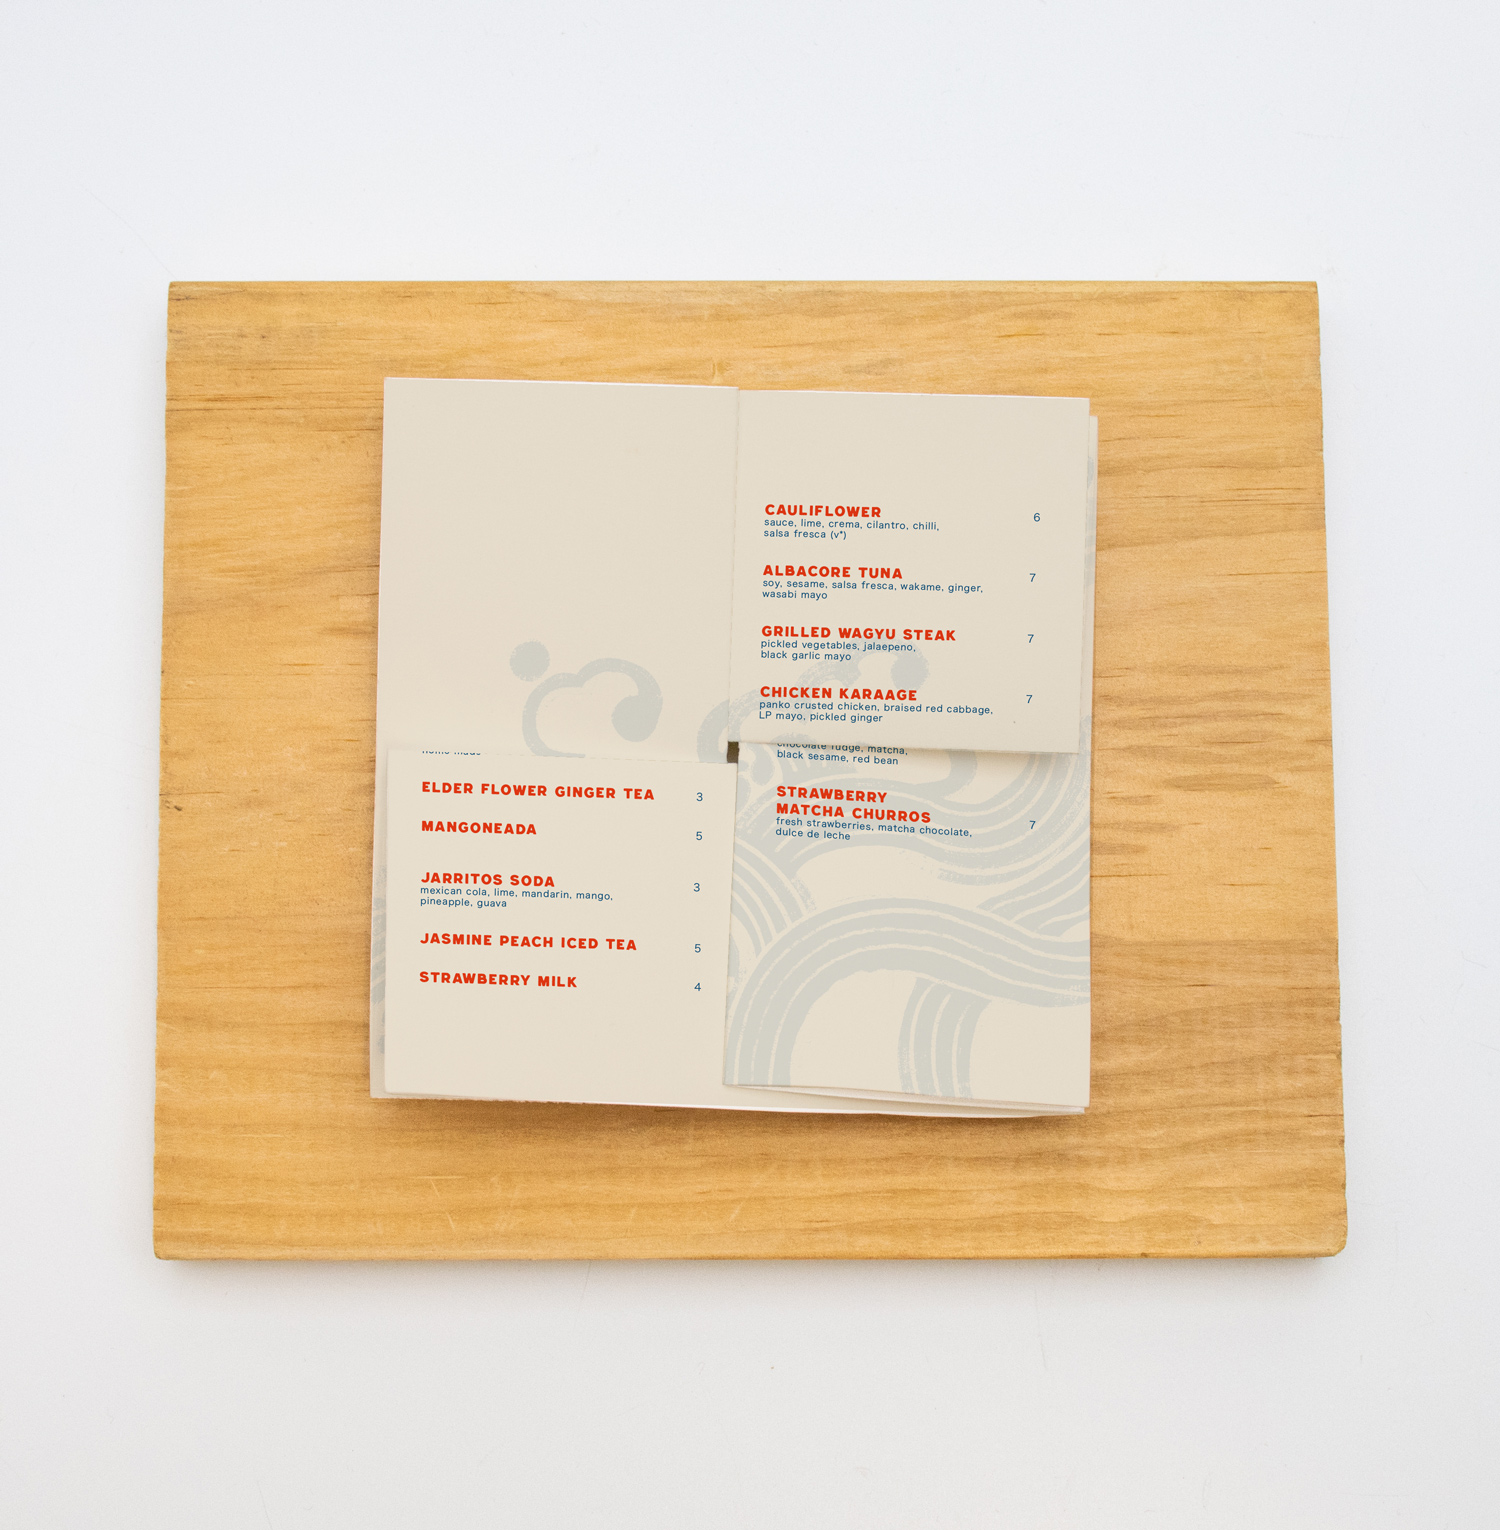 CAULIFLOWER 6
sauce, lime, crema, cilantro, chilli,
salsa fresca (v*)
ALBACORE TUNA 7
soy, sesame, salsa fresca, wakame, ginger,
wasabi mayo
GRILLED WAGYU STEAK 7
pickled vegetables, jalaepeno,
black garlic mayo
CHICKEN KARAAGE 7
panko crusted chicken, braised red cabbage,
LP mayo, pickled ginger
home made
ELDER FLOWER GINGER TEA 3
MANGONEADA 5
JARRITOS SODA 3
mexican cola, lime, mandarin, mango,
pineapple, guava
JASMINE PEACH ICED TEA 5
STRAWBERRY MILK 4
chocolate fudge, matcha,
black sesame, red bean
STRAWBERRY
MATCHA CHURROS 7
fresh strawberries, matcha chocolate,
dulce de leche